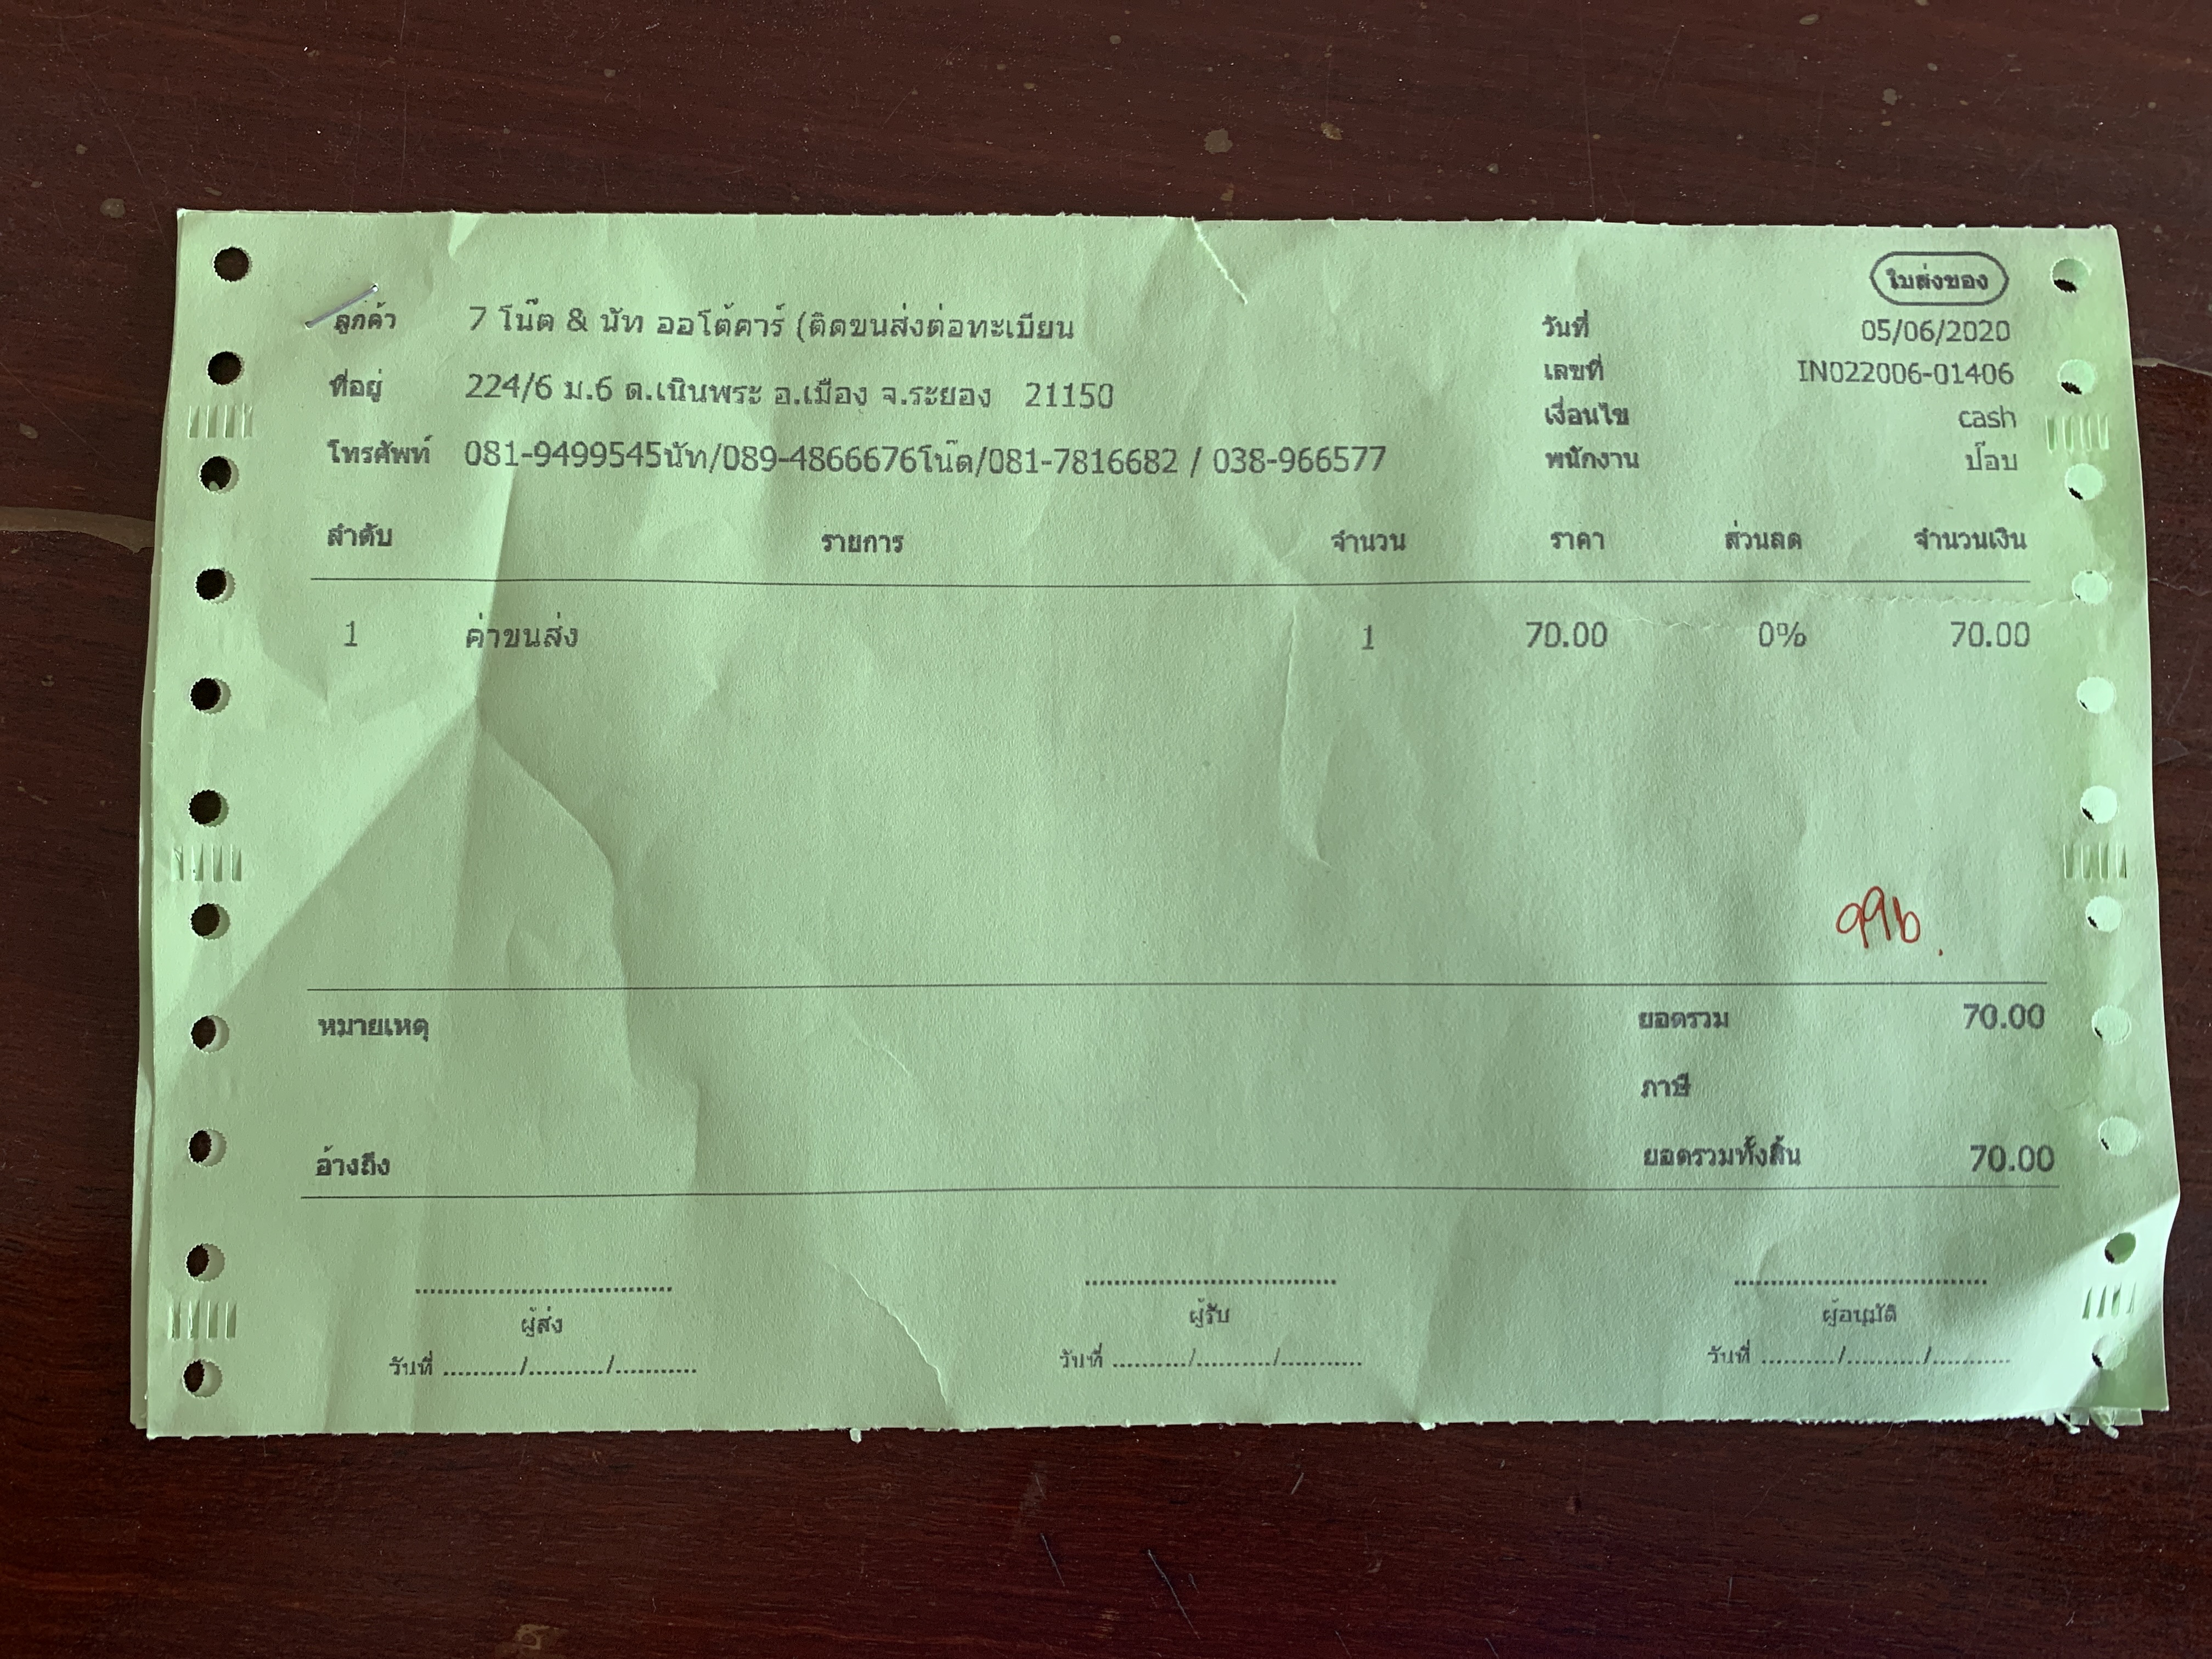 ใบส่งของ
ลูกค้า 7 โน๊ต & นัท ออโต้คาร์ (ติดขนส่งต่อทะเบียน วันที่ 05/06/2020
ที่อยู่ 224/6 ม.6 ต.เนินพระ อ.เมือง จ.ระยอง 21150 เลขที่ IN022006-01406
เงื่อนไข cash
โทรศัพท์ 081-9499545นัท/089-4866676โน๊ต/081-7816682 / 038-966577 พนักงาน ป๊อบ
ลำดับ รายการ จำนวน ราคา ส่วนลด จำนวนเงิน
1 ค่าขนส่ง 1 70.00 0% 70.00
หมายเหตุ ยอดรวม 70.00
ภาษี
อ้างถึง ยอดรวมทั้งสิ้น 70.00
ผู้ส่ง ผู้รับ ผู้อนุมัติ
วันที่ ........../........../.......... วันที่ ........../........../.......... วันที่ ........../........../..........